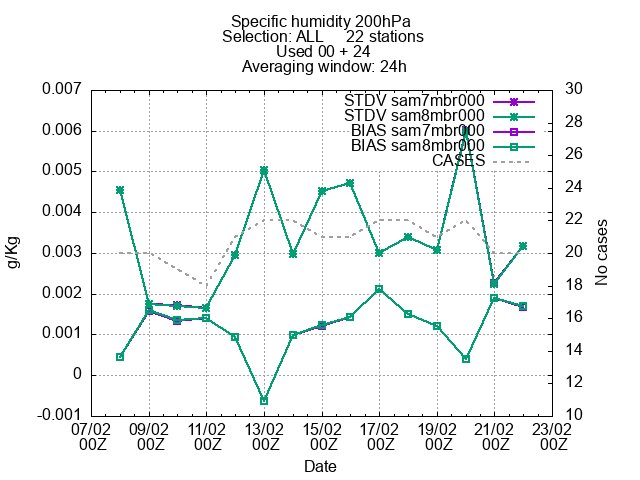 Specific humidity 200hPa
Selection: ALL 22 stations
Used 00 + 24
Averaging window: 24h
STDV sam7mbr000
STDV sam8mbr000
BIAS sam7mbr000
BIAS sam8mbr000
CASES
0.007
0.006
0.005
0.004
0.003
0.002
0.001
0
-0.001
g/Kg
30
28
26
24
22
20
18
16
14
12
10
No cases
07/02 09/02 11/02 13/02 15/02 17/02 19/02 21/02 23/02
00Z 00Z 00Z 00Z 00Z 00Z 00Z 00Z 00Z
Date